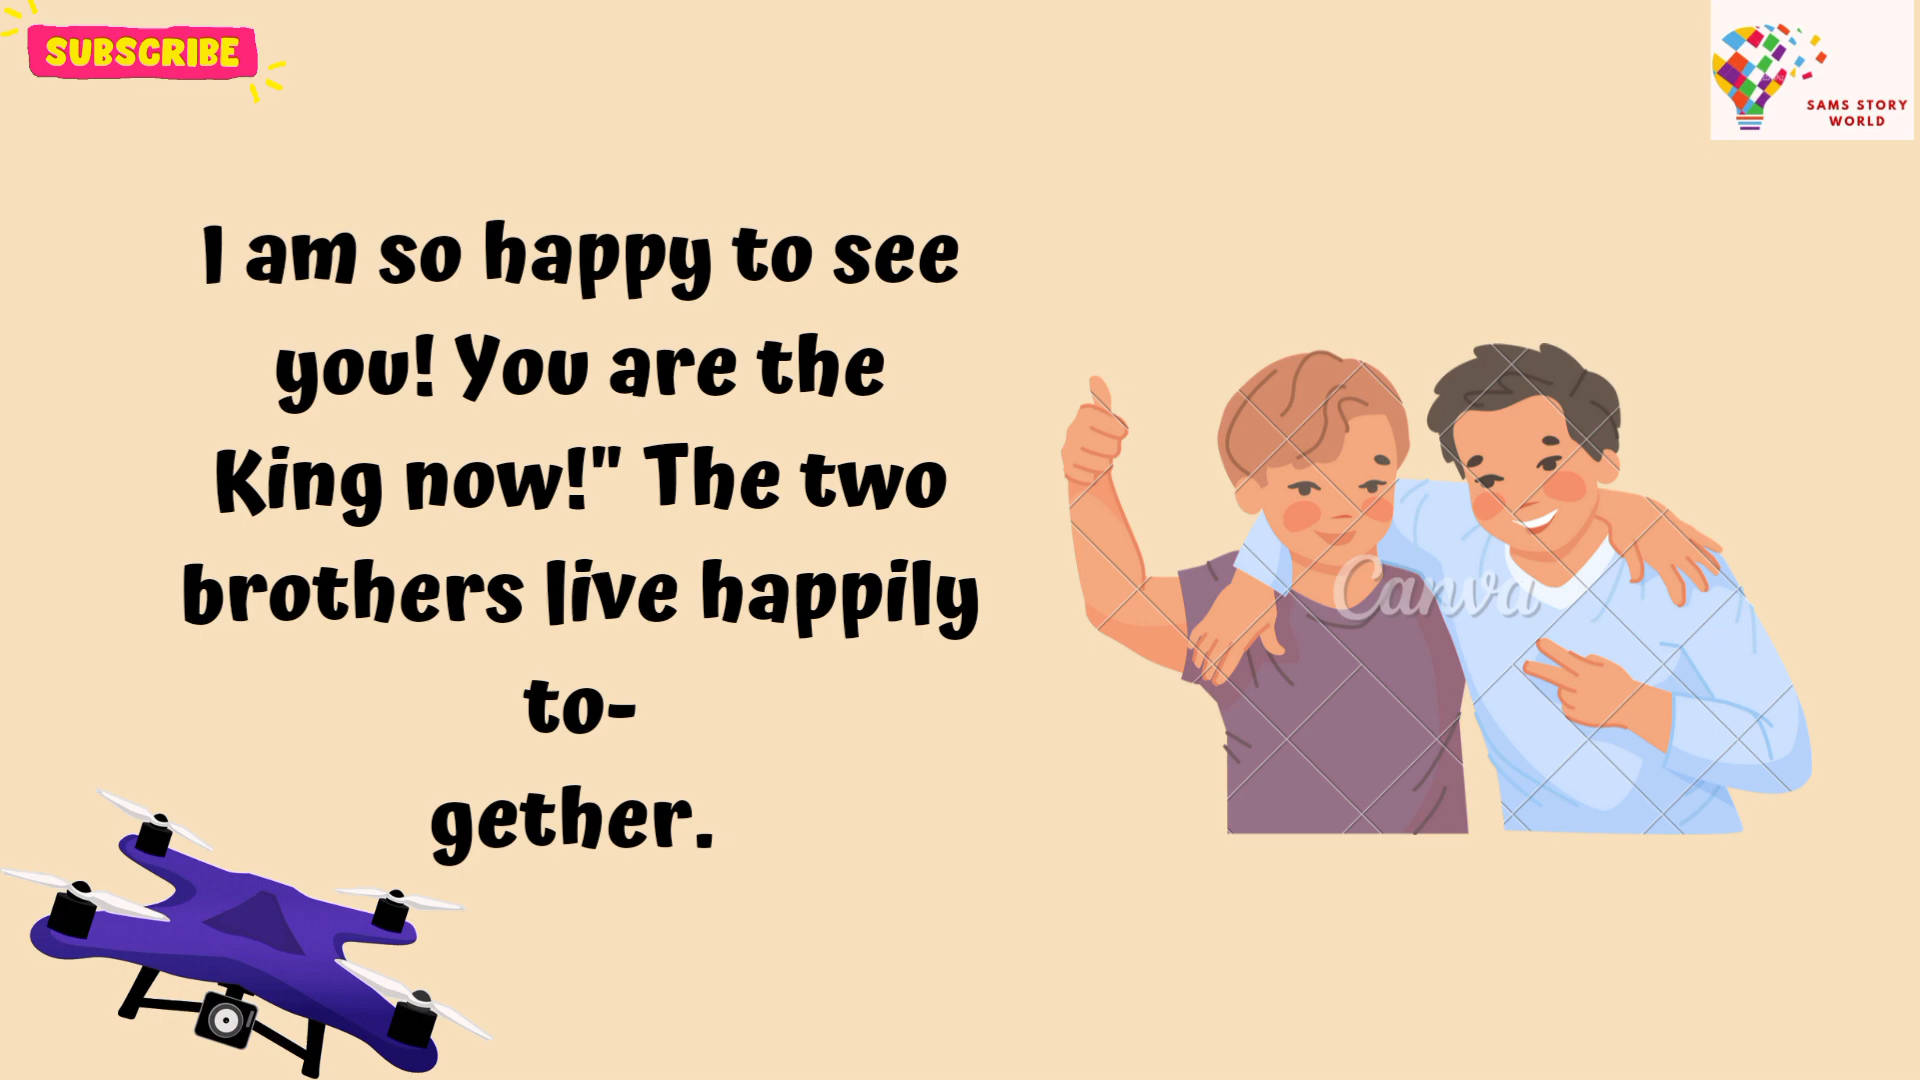 SUBSCRIBE
SAMS STORY
WORLD
I am so happy to see
you! You are the
King now!" The two
brothers live happily
to-
gether.
Canva